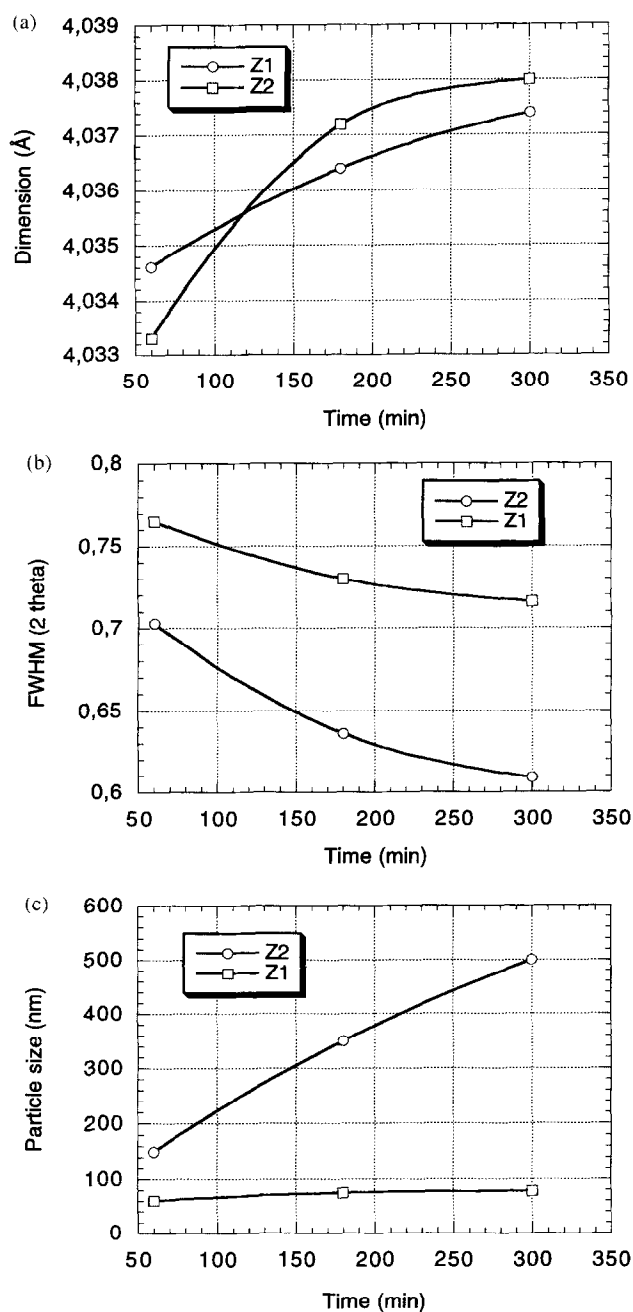 (a)
4,039
4,038
4,037
4,036
4,035
4,034
4,033
Dimension (Å)
Z1
Z2
50 100 150 200 250 300 350
Time (min)
(b)
0,8
0,75
0,7
0,65
0,6
FWHM (2 theta)
Z2
Z1
50 100 150 200 250 300 350
Time (min)
(c)
600
500
400
300
200
100
0
Particle size (nm)
Z2
Z1
50 100 150 200 250 300 350
Time (min)